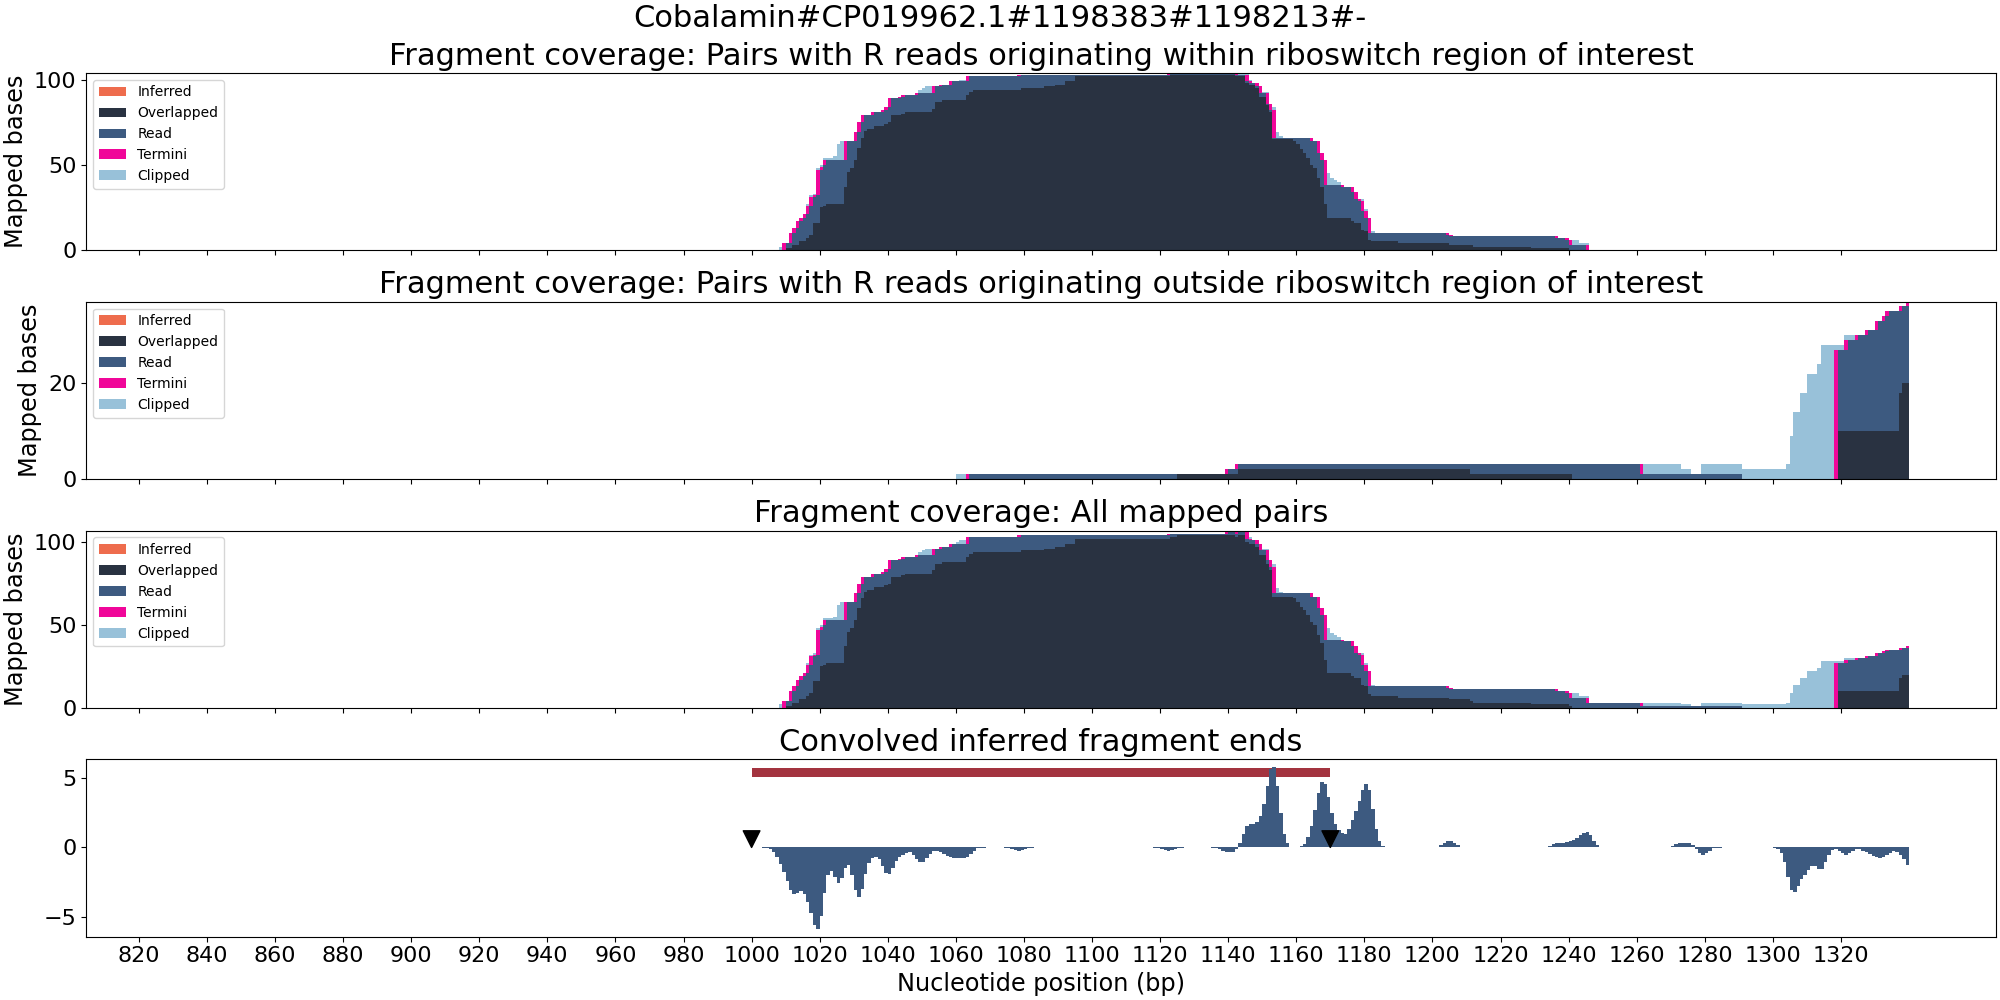 Cobalamin#CP019962.1#1198383#1198213#-
Fragment coverage: Pairs with R reads originating within riboswitch region of interest
Mapped bases
100
50
0
Inferred
Overlapped
Read
Termini
Clipped
Fragment coverage: Pairs with R reads originating outside riboswitch region of interest
Mapped bases
20
0
Inferred
Overlapped
Read
Termini
Clipped
Fragment coverage: All mapped pairs
Mapped bases
100
50
0
Inferred
Overlapped
Read
Termini
Clipped
Convolved inferred fragment ends
5
0
−5
820 840 860 880 900 920 940 960 980 1000 1020 1040 1060 1080 1100 1120 1140 1160 1180 1200 1220 1240 1260 1280 1300 1320
Nucleotide position (bp)